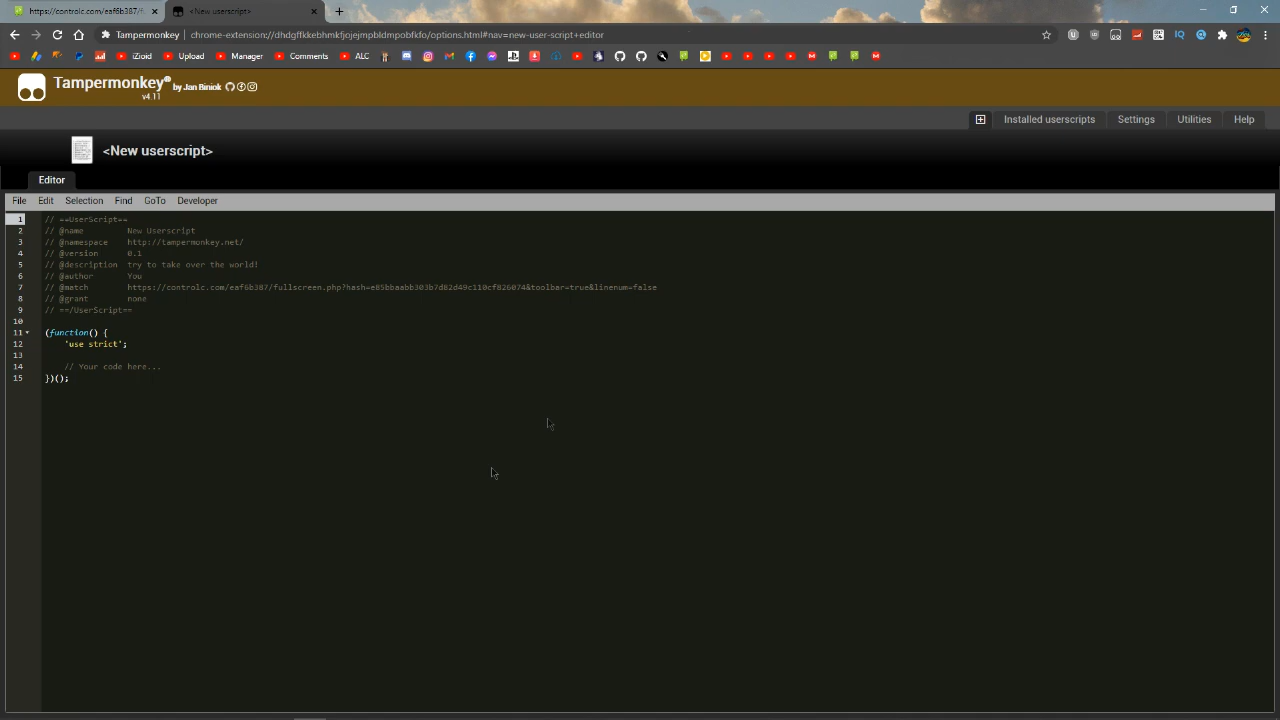 https://controlc.com/eaf6b387/f
<New userscript>
Tampermonkey
chrome-extension://dhdgffkkebhmkfjojejmpbldmpobfkfo/options.html#nav=new-user-script+editor
iZioid
Upload
Manager
Comments
ALC
Tampermonkey®
by Jan Biniok
v4.11
Installed userscripts
Settings
Utilities
Help
<New userscript>
Editor
File
Edit
Selection
Find
GoTo
Developer
1 // ==UserScript==
2 // @name New Userscript
3 // @namespace http://tampermonkey.net/
4 // @version 0.1
5 // @description try to take over the world!
6 // @author You
7 // @match https://controlc.com/eaf6b387/fullscreen.php?hash=e85bbaabb303b7d82d49c110cf826074&toolbar=true&linenum=false
8 // @grant none
9 // ==/UserScript==
10
11 (function() {
12 'use strict';
13
14 // Your code here...
15 })();